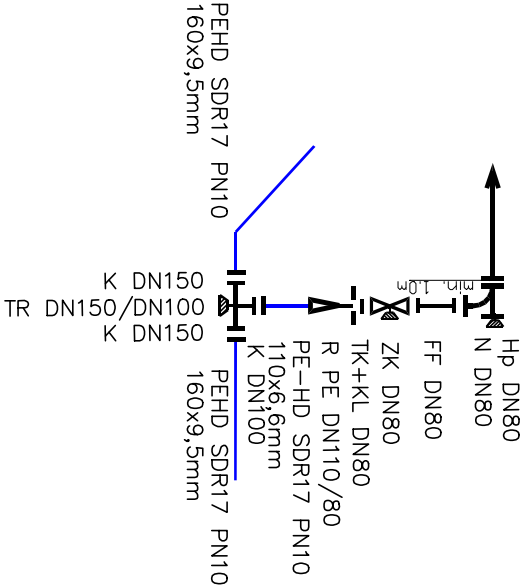 PEHD SDR17 PN10
160x9,5mm
min. 1.0m
K DN150
TR DN150/DN100
K DN150
PEHD SDR17 PN10
160x9,5mm
K DN100
110x6,6mm
PE-HD SDR17 PN10
R PE DN110/80
TK+KL DN80
ZK DN80
FF DN80
N DN80
Hp DN80